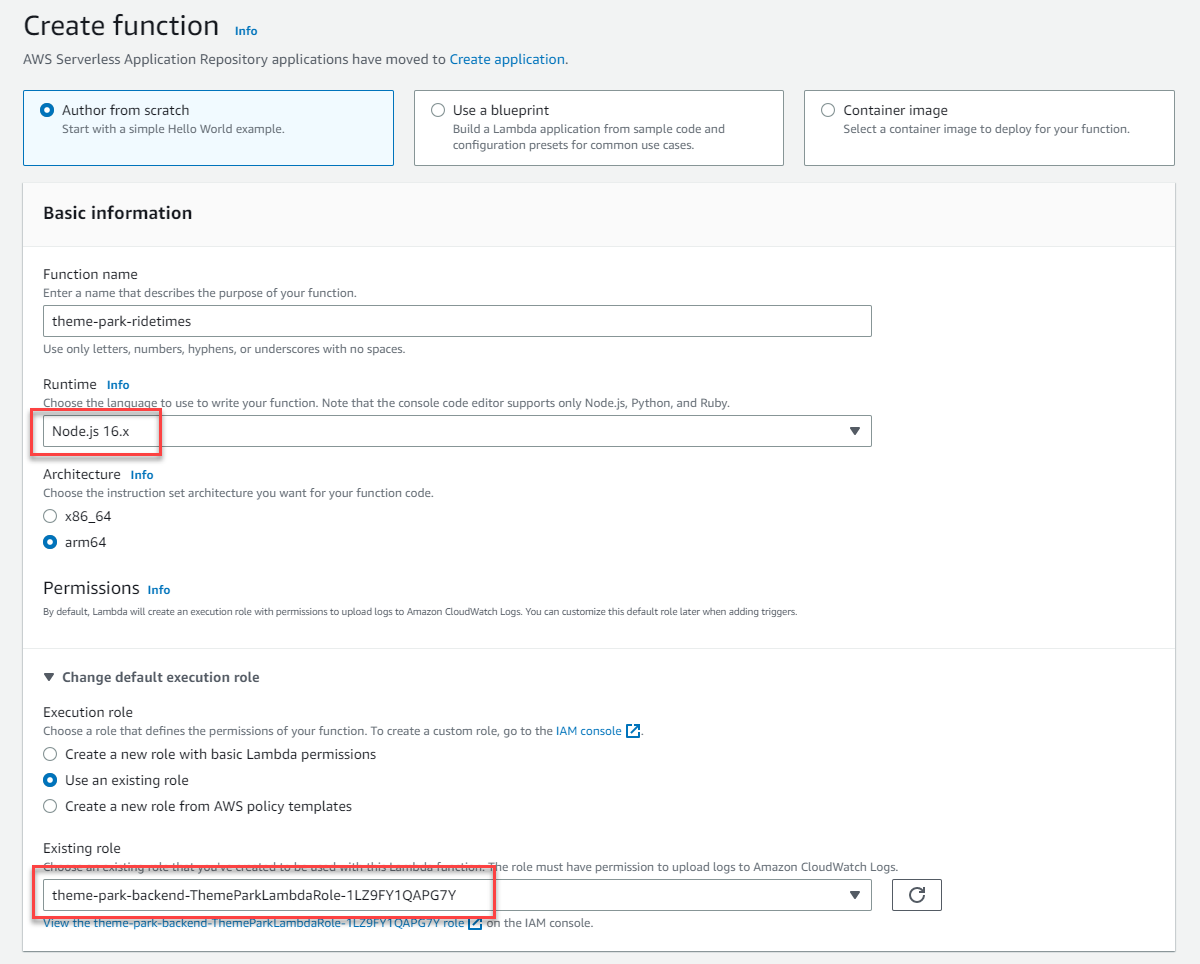 Create function Info
AWS Serverless Application Repository applications have moved to Create application.
Author from scratch
Start with a simple Hello World example.
Use a blueprint
Build a Lambda application from sample code and
configuration presets for common use cases.
Container image
Select a container image to deploy for your function.
Basic information
Function name
Enter a name that describes the purpose of your function.
theme-park-ridetimes
Use only letters, numbers, hyphens, or underscores with no spaces.
Runtime Info
Choose the language to use to write your function. Note that the console code editor supports only Node.js, Python, and Ruby.
Node.js 16.x
Architecture Info
Choose the instruction set architecture you want for your function code.
x86_64
arm64
Permissions Info
By default, Lambda will create an execution role with permissions to upload logs to Amazon CloudWatch Logs. You can customize this default role later when adding triggers.
Change default execution role
Execution role
Choose a role that defines the permissions of your function. To create a custom role, go to the IAM console.
Create a new role with basic Lambda permissions
Use an existing role
Create a new role from AWS policy templates
Existing role
Choose an existing role that you've created to be used with this Lambda function. The role must have permission to upload logs to Amazon CloudWatch Logs.
theme-park-backend-ThemeParkLambdaRole-1LZ9FY1QAPG7Y
View the theme-park-backend-ThemeParkLambdaRole-1LZ9FY1QAPG7Y role on the IAM console.